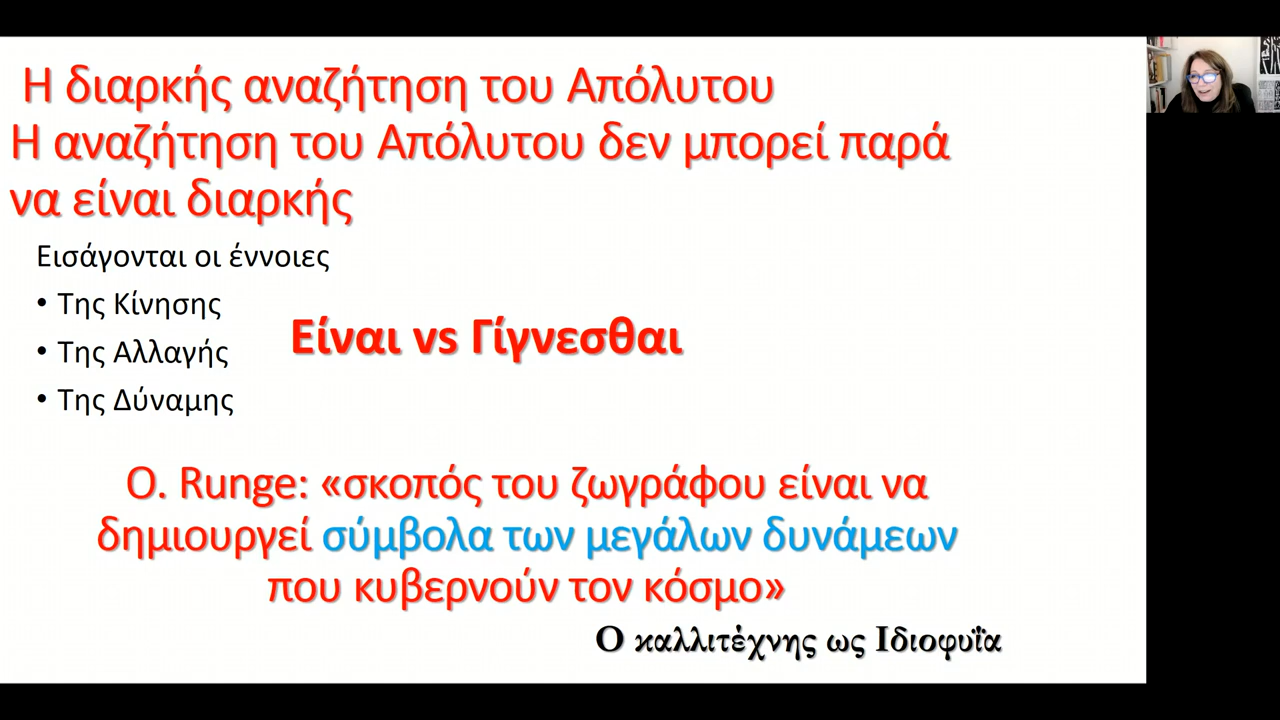 Η διαρκής αναζήτηση του Απόλυτου
Η αναζήτηση του Απόλυτου δεν μπορεί παρά
να είναι διαρκής
Εισάγονται οι έννοιες
• Της Κίνησης
• Της Αλλαγής
• Της Δύναμης
Είναι vs Γίγνεσθαι
Ο. Runge: «σκοπός του ζωγράφου είναι να
δημιουργεί σύμβολα των μεγάλων δυνάμεων
που κυβερνούν τον κόσμο»
Ο καλλιτέχνης ως Ιδιοφυΐα